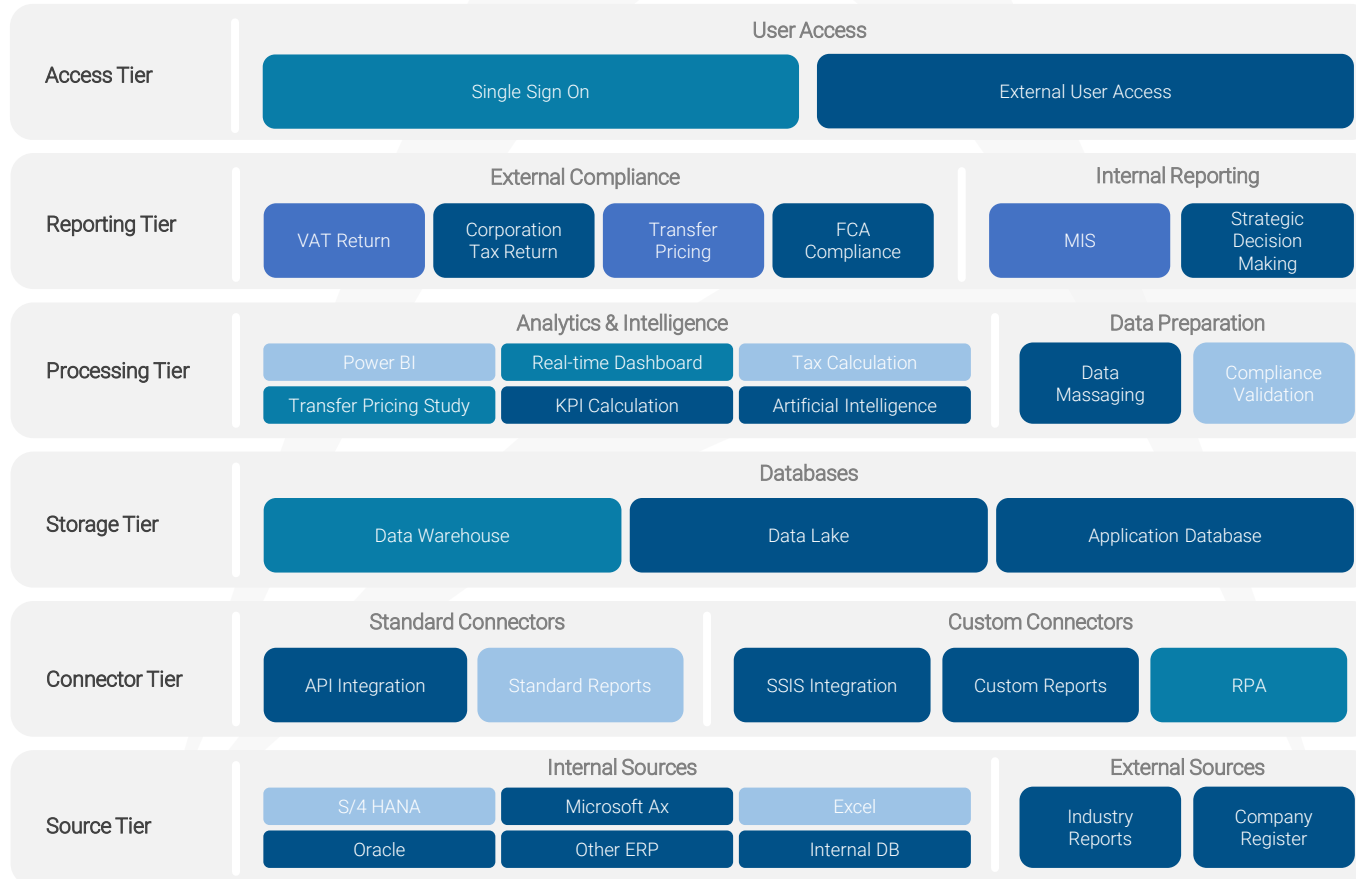 User Access
Access Tier
Single Sign On
External User Access
External Compliance
Internal Reporting
Reporting Tier
VAT Return
Corporation
Tax Return
Transfer
Pricing
FCA
Compliance
MIS
Strategic
Decision
Making
Analytics & Intelligence
Data Preparation
Processing Tier
Power BI
Real-time Dashboard
Tax Calculation
Transfer Pricing Study
KPI Calculation
Artificial Intelligence
Data
Massaging
Compliance
Validation
Databases
Storage Tier
Data Warehouse
Data Lake
Application Database
Standard Connectors
Custom Connectors
Connector Tier
API Integration
Standard Reports
SSIS Integration
Custom Reports
RPA
Internal Sources
External Sources
Source Tier
S/4 HANA
Microsoft Ax
Excel
Oracle
Other ERP
Internal DB
Industry
Reports
Company
Register